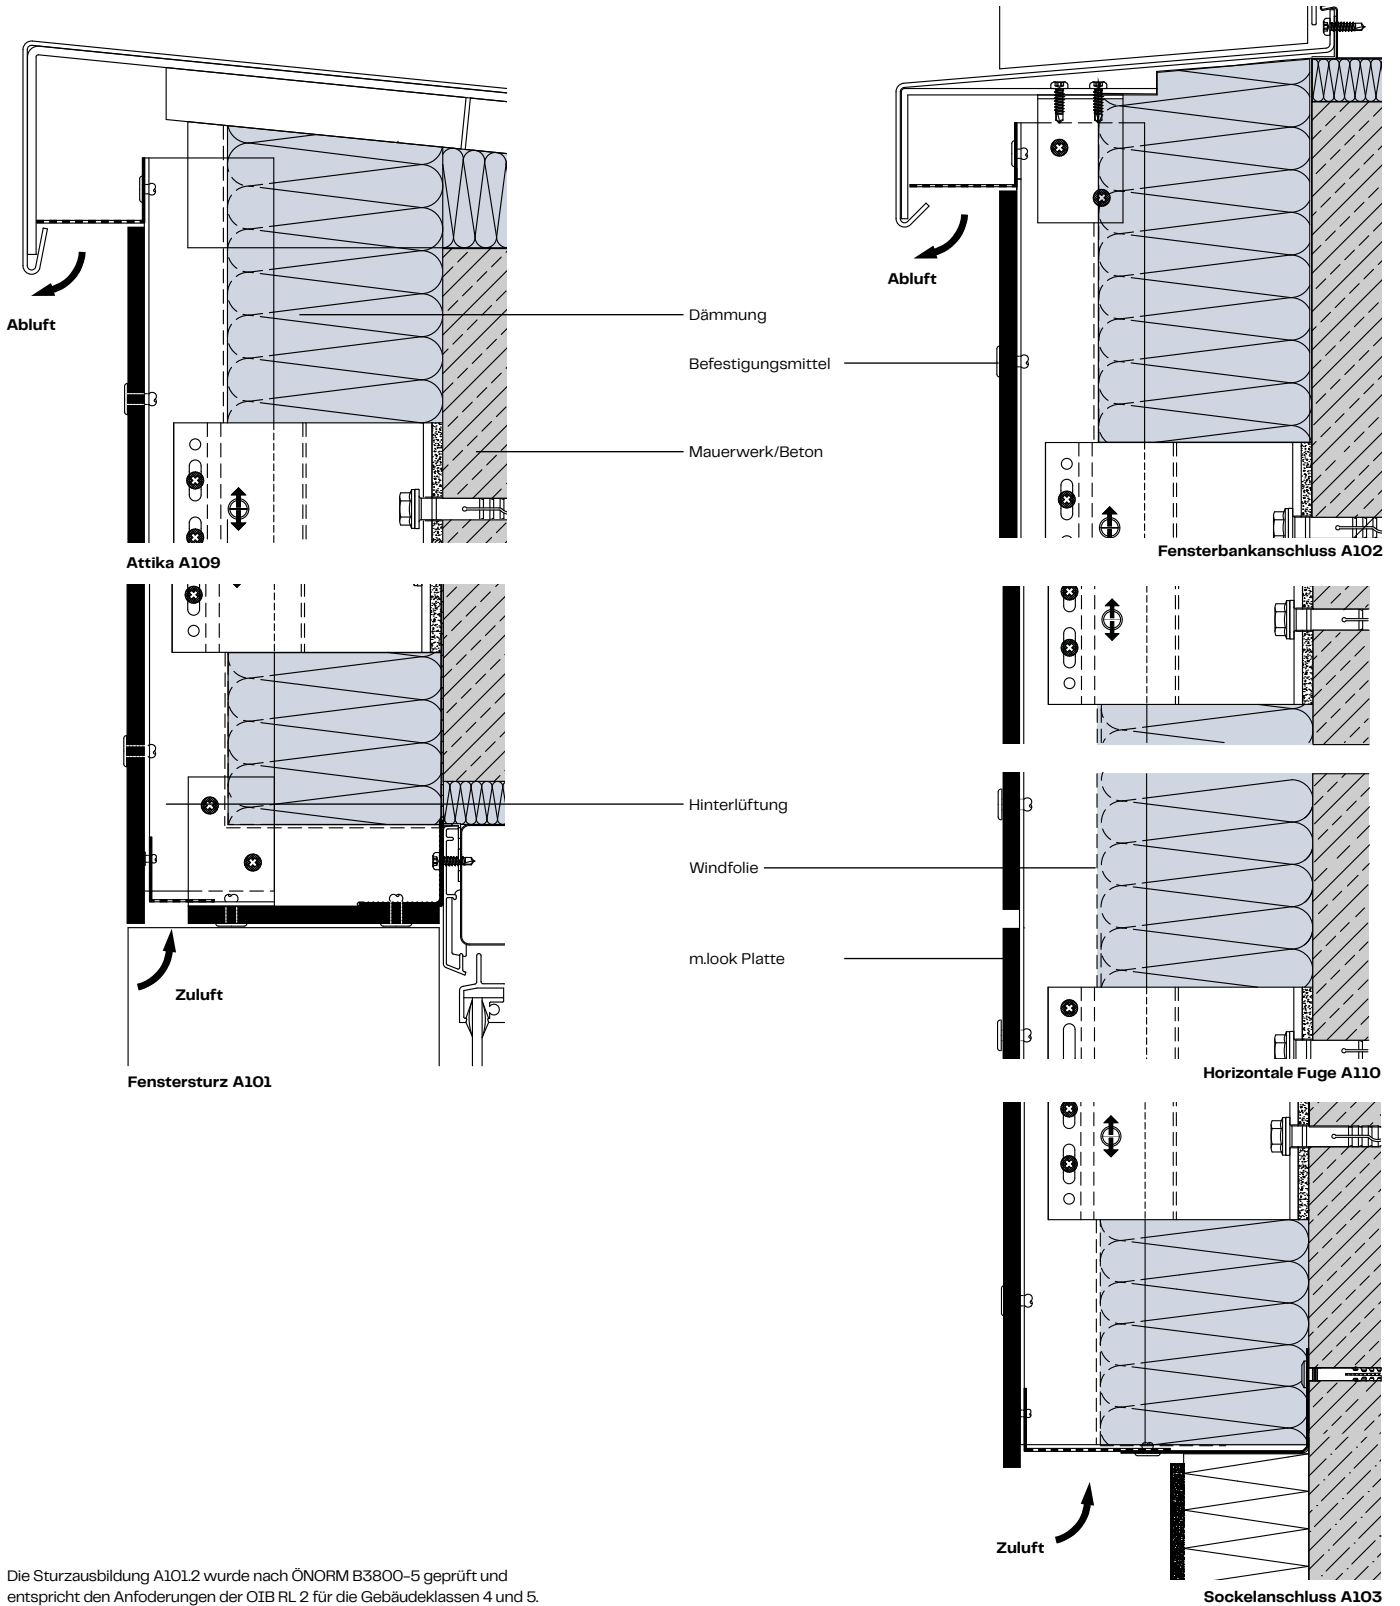 Abluft
Abluft
Dämmung
Befestigungsmittel
Mauerwerk/Beton
Attika A109
Fensterbankanschluss A102
Hinterlüftung
Windfolie
m.look Platte
Zuluft
Fenstersturz A101
Horizontale Fuge A110
Zuluft
Die Sturzausbildung A101.2 wurde nach ÖNORM B3800-5 geprüft und
entspricht den Anfoderungen der OIB RL 2 für die Gebäudeklassen 4 und 5.
Sockelanschluss A103